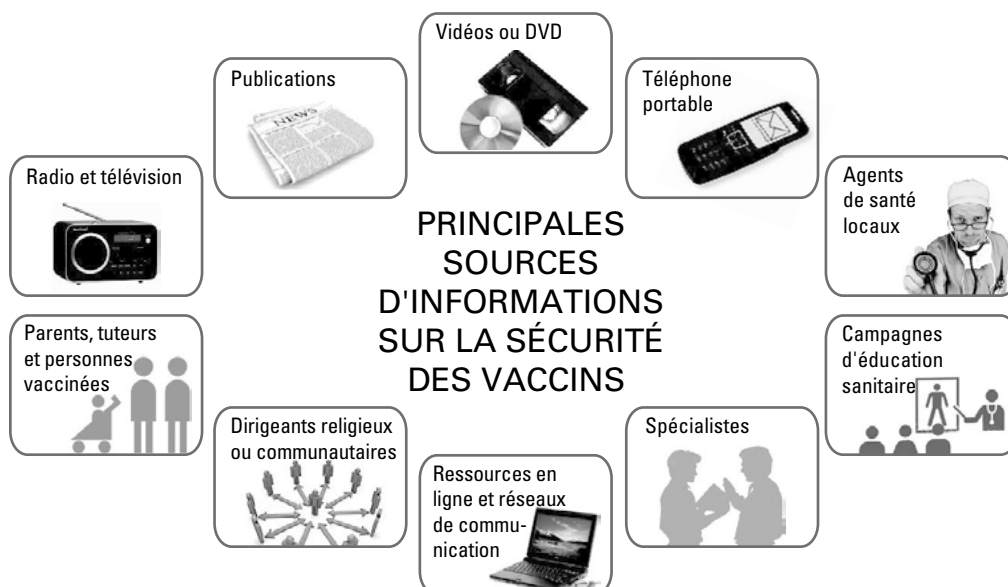 Vidéos ou DVD
Publications
NEWS
Téléphone
portable
Radio et télévision
Agents
de santé
locaux
PRINCIPALES
SOURCES
D'INFORMATIONS
SUR LA SÉCURITÉ
DES VACCINS
Parents, tuteurs
et personnes
vaccinées
Campagnes
d'éducation
sanitaire
Dirigeants religieux
ou communautaires
Spécialistes
Ressources en
ligne et réseaux
de commu-
nication